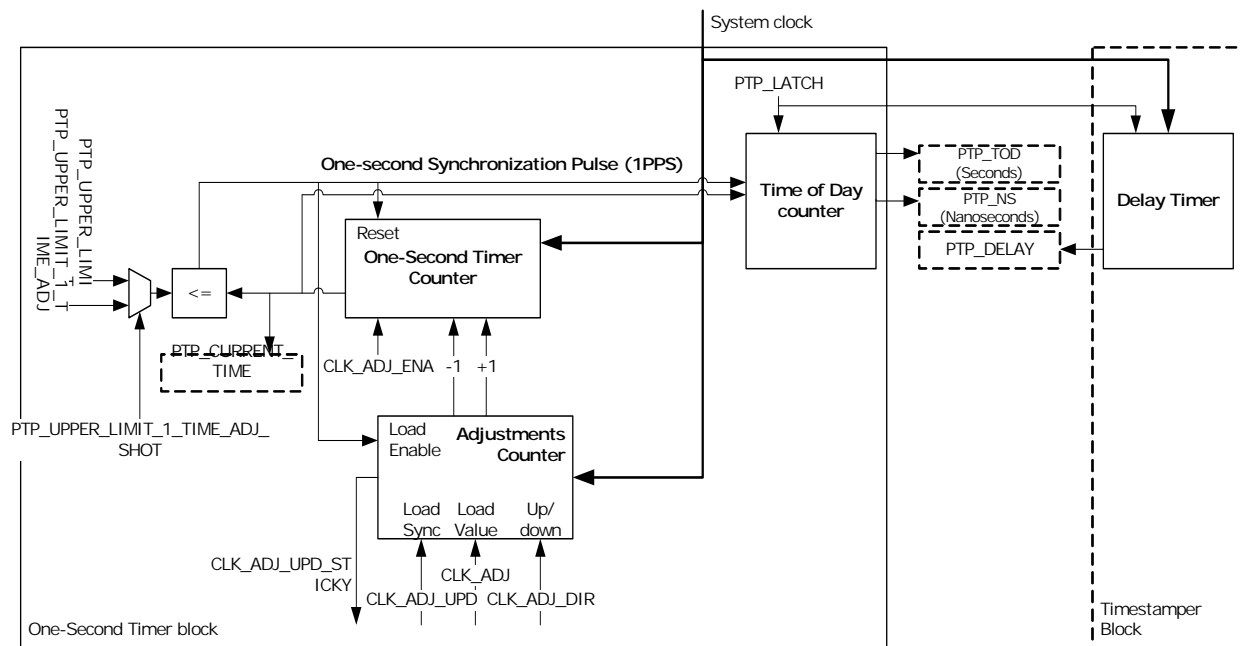 System clock
PTP_LATCH
PTP_UPPER_LIMI
T
PTP_UPPER_LIMIT_1_T
IME_ADJ
One-second Synchronization Pulse (1PPS)
Time of Day
counter
PTP_TOD
(Seconds)
PTP_NS
(Nanoseconds)
PTP_DELAY
Delay Timer
Reset
One-Second Timer
Counter
<=
PTP_CURRENT_
TIME
CLK_ADJ_ENA
-1
+1
PTP_UPPER_LIMIT_1_TIME_ADJ_
SHOT
Load
Enable
Adjustments
Counter
Load
Sync
Load
Value
Up/
down
CLK_ADJ_UPD_ST
ICKY
CLK_ADJ
CLK_ADJ_UPD
CLK_ADJ_DIR
One-Second Timer block
Timestamper
Block